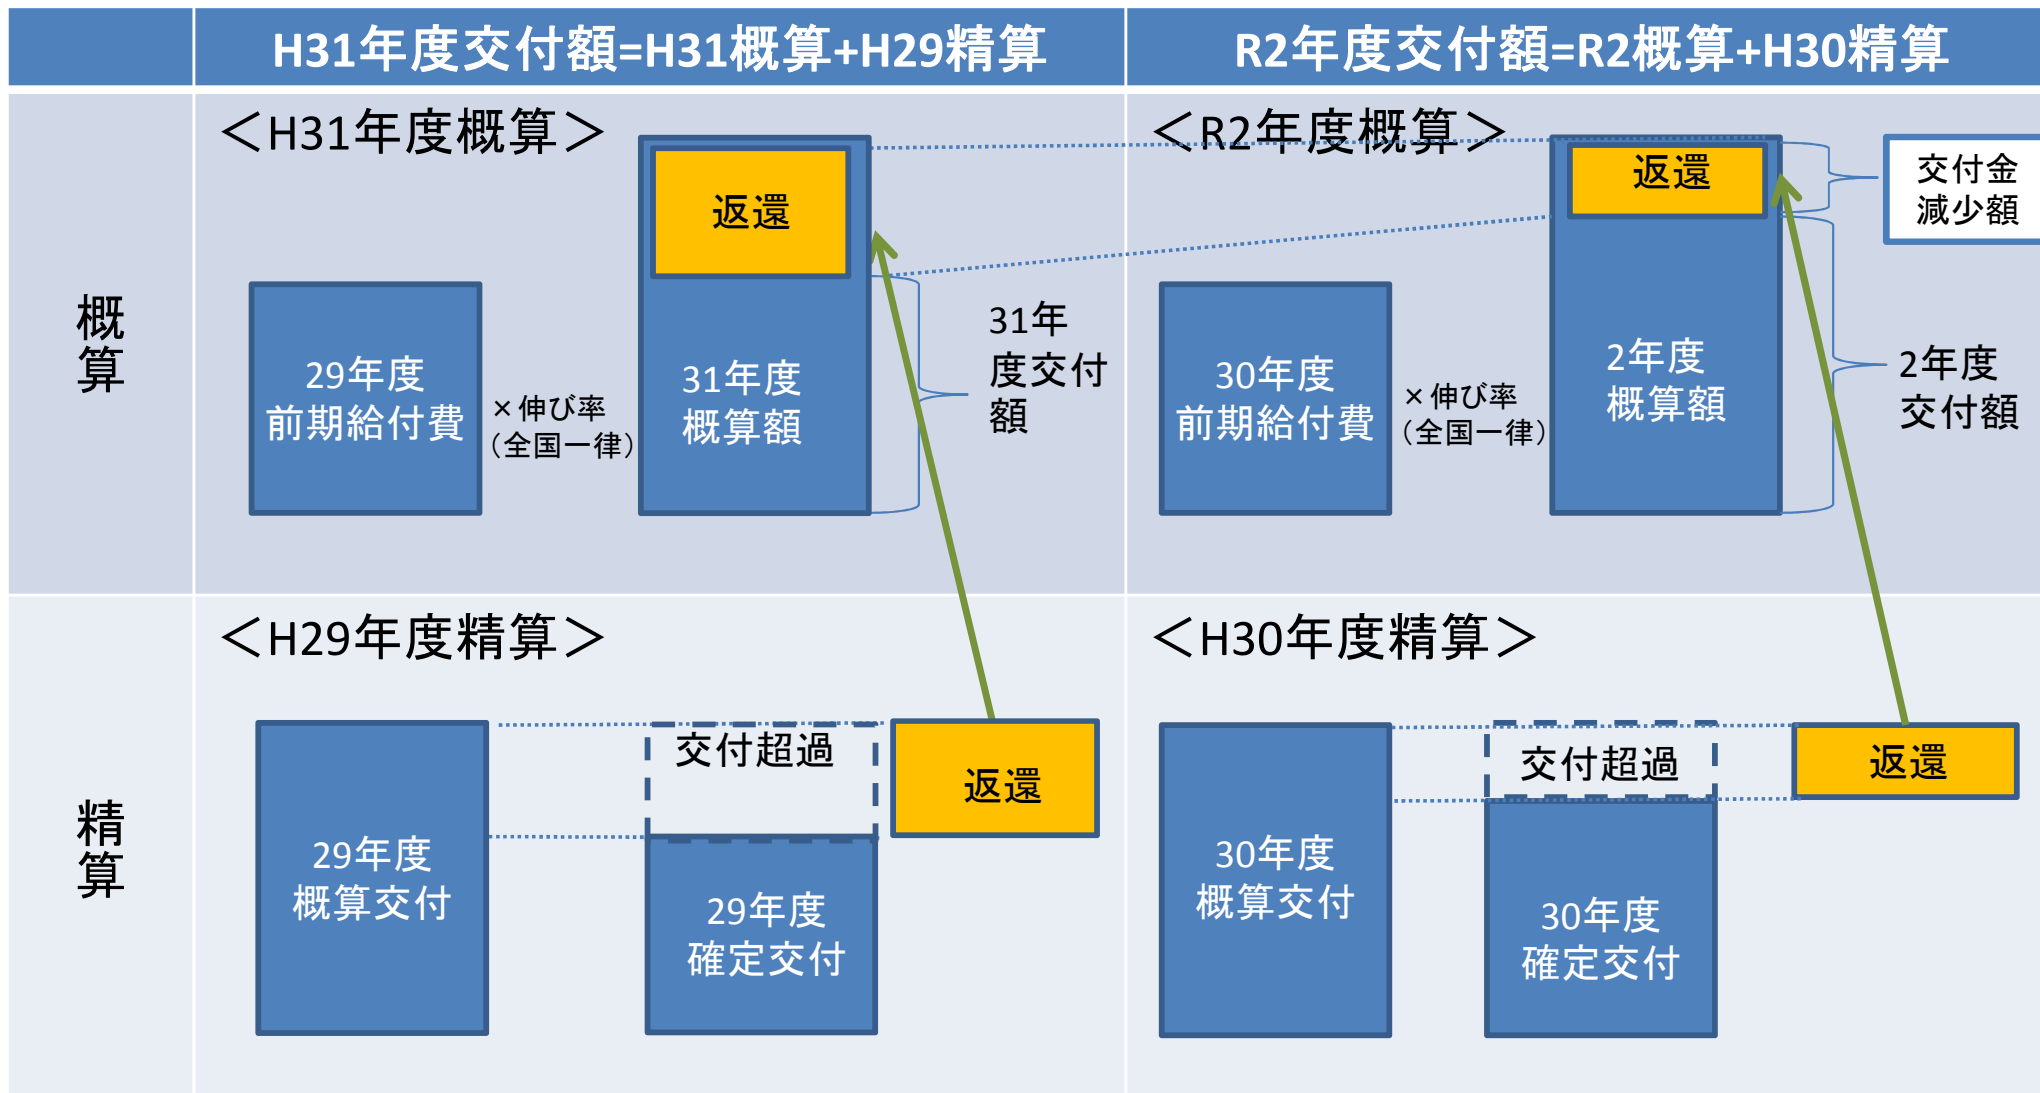 H31年度交付額=H31概算+H29精算
R2年度交付額=R2概算+H30精算
概
算
＜H31年度概算＞
返還
29年度
前期給付費
×伸び率
（全国一律）
31年度
概算額
31年
度交付
額
＜R2年度概算＞
返還
交付金
減少額
30年度
前期給付費
×伸び率
（全国一律）
2年度
概算額
2年度
交付額
精
算
＜H29年度精算＞
29年度
概算交付
交付超過
29年度
確定交付
返還
＜H30年度精算＞
30年度
概算交付
交付超過
30年度
確定交付
返還